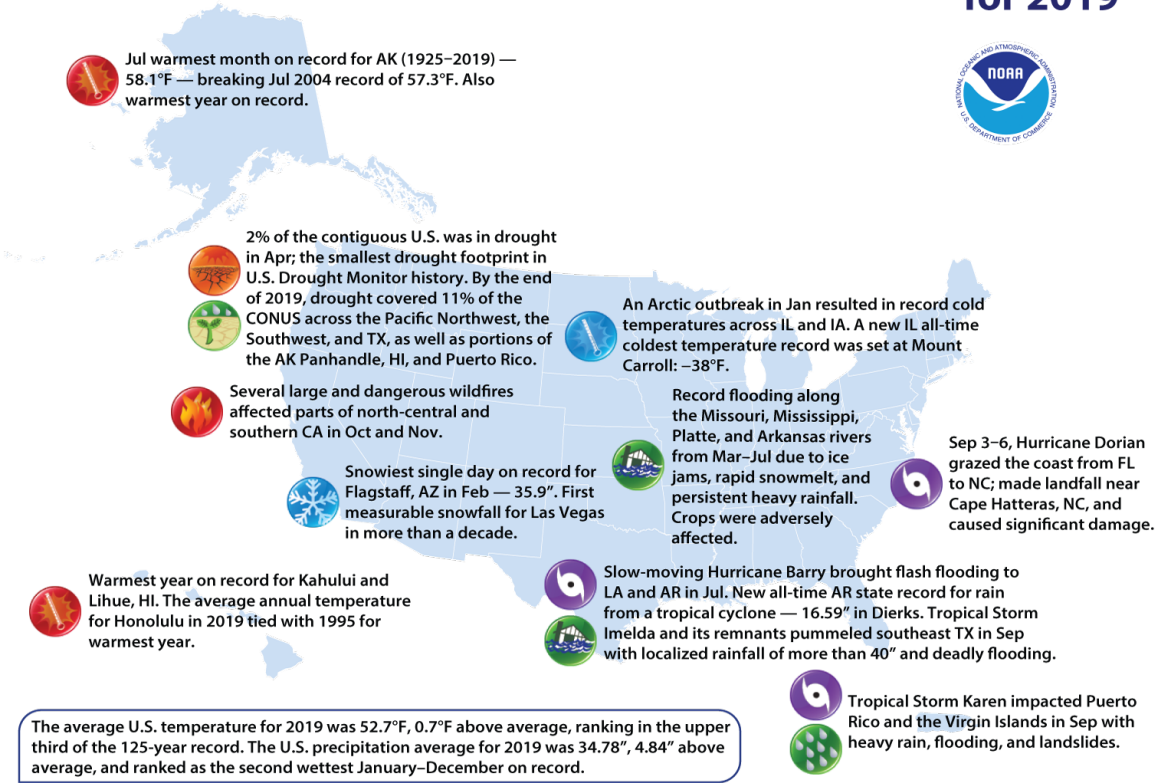 for 2019
NATIONAL OCEANIC AND ATMOSPHERIC ADMINISTRATION
NOAA
U.S. DEPARTMENT OF COMMERCE
Jul warmest month on record for AK (1925–2019) —
58.1°F — breaking Jul 2004 record of 57.3°F. Also
warmest year on record.
2% of the contiguous U.S. was in drought
in Apr; the smallest drought footprint in
U.S. Drought Monitor history. By the end
of 2019, drought covered 11% of the
CONUS across the Pacific Northwest, the
Southwest, and TX, as well as portions of
the AK Panhandle, HI, and Puerto Rico.
An Arctic outbreak in Jan resulted in record cold
temperatures across IL and IA. A new IL all-time
coldest temperature record was set at Mount
Carroll: –38°F.
Several large and dangerous wildfires
affected parts of north-central and
southern CA in Oct and Nov.
Record flooding along
the Missouri, Mississippi,
Platte, and Arkansas rivers
from Mar–Jul due to ice
jams, rapid snowmelt, and
persistent heavy rainfall.
Crops were adversely
affected.
Sep 3–6, Hurricane Dorian
grazed the coast from FL
to NC; made landfall near
Cape Hatteras, NC, and
caused significant damage.
Snowiest single day on record for
Flagstaff, AZ in Feb — 35.9″. First
measurable snowfall for Las Vegas
in more than a decade.
Warmest year on record for Kahului and
Lihue, HI. The average annual temperature
for Honolulu in 2019 tied with 1995 for
warmest year.
Slow-moving Hurricane Barry brought flash flooding to
LA and AR in Jul. New all-time AR state record for rain
from a tropical cyclone — 16.59″ in Dierks. Tropical Storm
Imelda and its remnants pummeled southeast TX in Sep
with localized rainfall of more than 40″ and deadly flooding.
Tropical Storm Karen impacted Puerto
Rico and the Virgin Islands in Sep with
heavy rain, flooding, and landslides.
The average U.S. temperature for 2019 was 52.7°F, 0.7°F above average, ranking in the upper
third of the 125-year record. The U.S. precipitation average for 2019 was 34.78″, 4.84″ above
average, and ranked as the second wettest January–December on record.